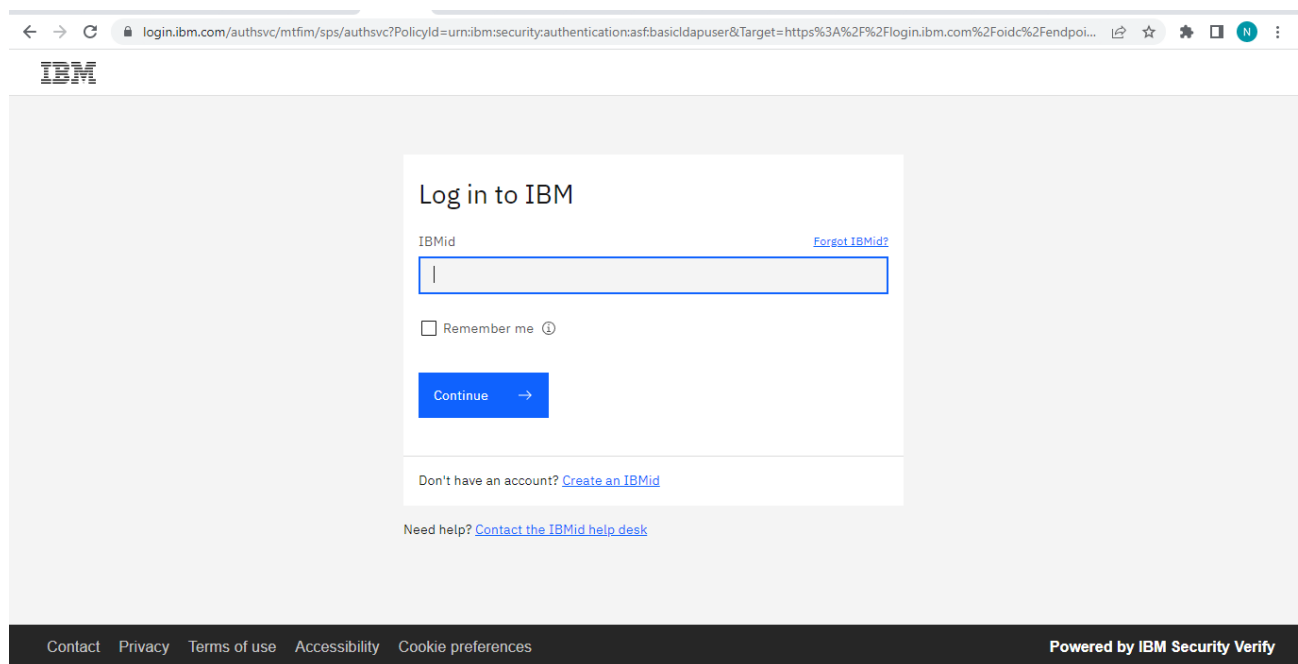 login.ibm.com/authsvc/mtfim/sps/authsvc?PolicyId=urn:ibm:security:authentication:asf:basicldapuser&Target=https%3A%2F%2Flogin.ibm.com%2Foidc%2Fendpoi... N
IBM
Log in to IBM
IBMid Forgot IBMid?
Remember me
Continue
Don't have an account? Create an IBMid
Need help? Contact the IBMid help desk
Contact Privacy Terms of use Accessibility Cookie preferences Powered by IBM Security Verify